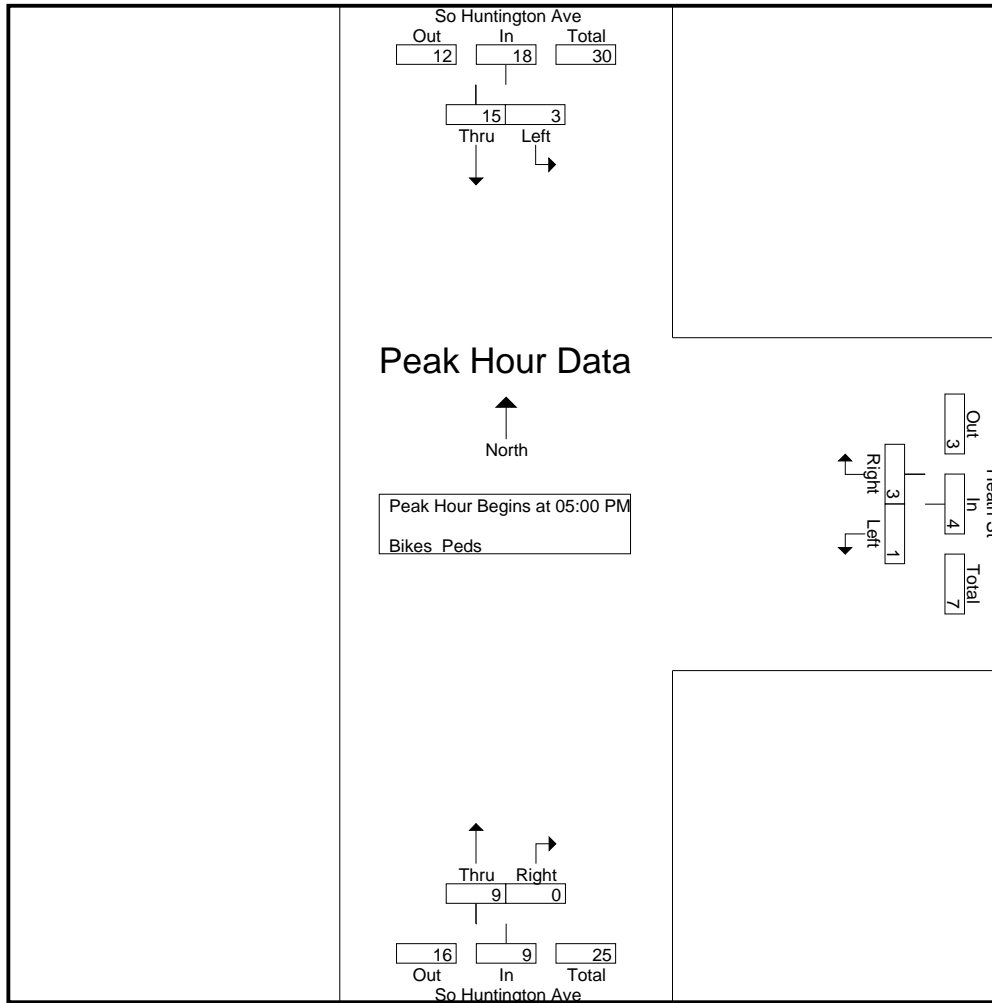 So Huntington Ave
Out In Total
12 18 30
15 3
Thru Left
Peak Hour Data
North
Peak Hour Begins at 05:00 PM
Bikes Peds
Out In Total
3 4 7
Right Left
3 1
Thru Right
9 0
16 9 25
Out In Total
So Huntington Ave